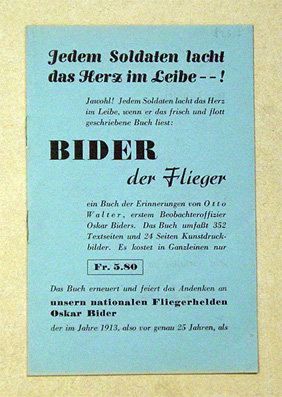 Jedem Soldaten lacht
das Herz im Leibe - - !
Jawohl! Jedem Soldaten lacht das Herz
im Leibe, wenn er das frisch und flott
geschriebene Buch liest:
BIDER
der Flieger
ein Buch der Erinnerungen von Otto
Walter, erstem Beobachteroffizier
Oskar Biders. Das Buch umfaßt 352
Textseiten und 24 Seiten Kunstdruck-
bilder. Es kostet in Ganzleinen nur
Fr. 5.80
Das Buch erneuert und feiert das Andenken an
unsern nationalen Fliegerhelden
Oskar Bider
der im Jahre 1913, also vor genau 25 Jahren, als